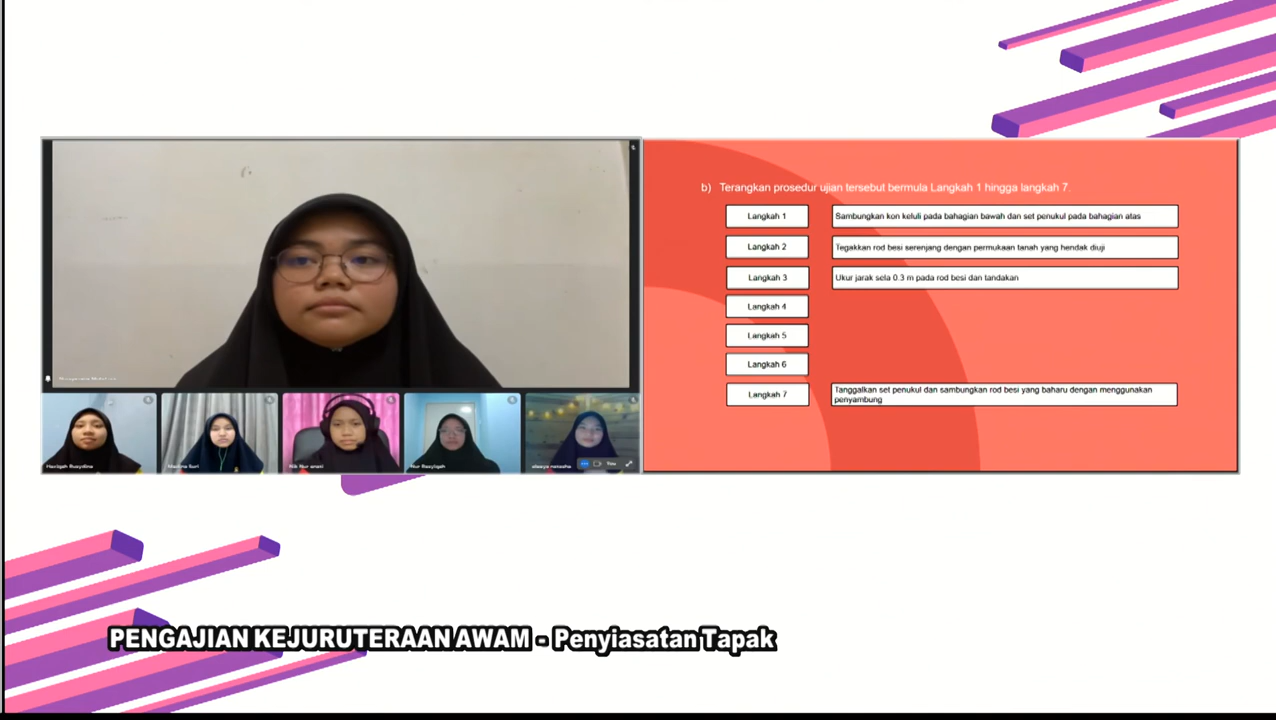 b) Terangkan prosedur ujian tersebut bermula Langkah 1 hingga langkah 7
Langkah 1
Sambungkan kon keluli pada bahagian bawah dan set penukul pada bahagian atas
Langkah 2
Tegakkan rod besi serenjang dengan permukaan tanah yang hendak diuji
Langkah 3
Ukur jarak sela 0.3 m pada rod besi dan tandakan
Langkah 4
Langkah 5
Langkah 6
Langkah 7
Tanggalkan set penukul dan sambungkan rod besi yang baharu dengan menggunakan
penyambung
Haziqah Rusydina
Nik Nur
Nur
natasha
You
PENGAJIAN KEJURUTERAAN AWAM - Penyiasatan Tapak